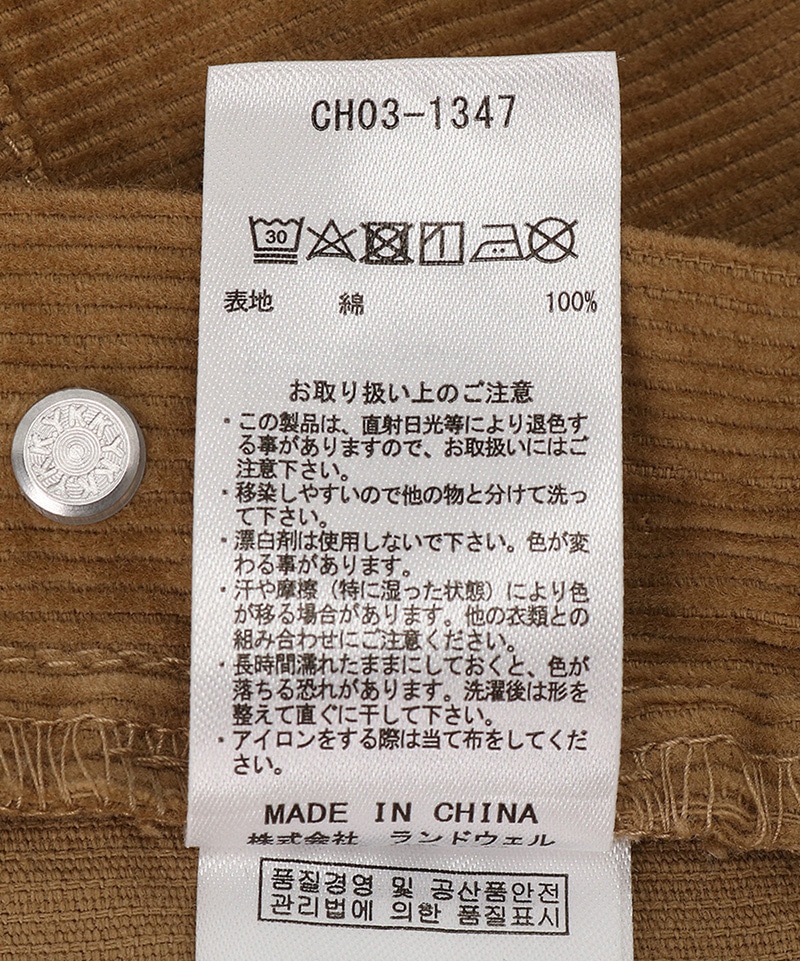 CH03-1347
30
表地 綿 100%
お取り扱い上のご注意
・この製品は、直射日光等により退色す
る事がありますので、お取扱いにはご
注意下さい。
・移染しやすいので他の物と分けて洗っ
て下さい。
・漂白剤は使用しないで下さい。色が変
わる事があります。
・汗や摩擦（特に湿った状態）により色
が移る場合があります。他の衣類との
組み合わせにご注意ください。
・長時間濡れたままにしておくと、色が
落ちる恐れがあります。洗濯後は形を
整えて直ぐに干して下さい。
・アイロンをする際は当て布をしてくだ
さい。
MADE IN CHINA
株式会社 ランドウェル
품질경영 및 공산품안전
관리법에 의한 품질표시
YKK